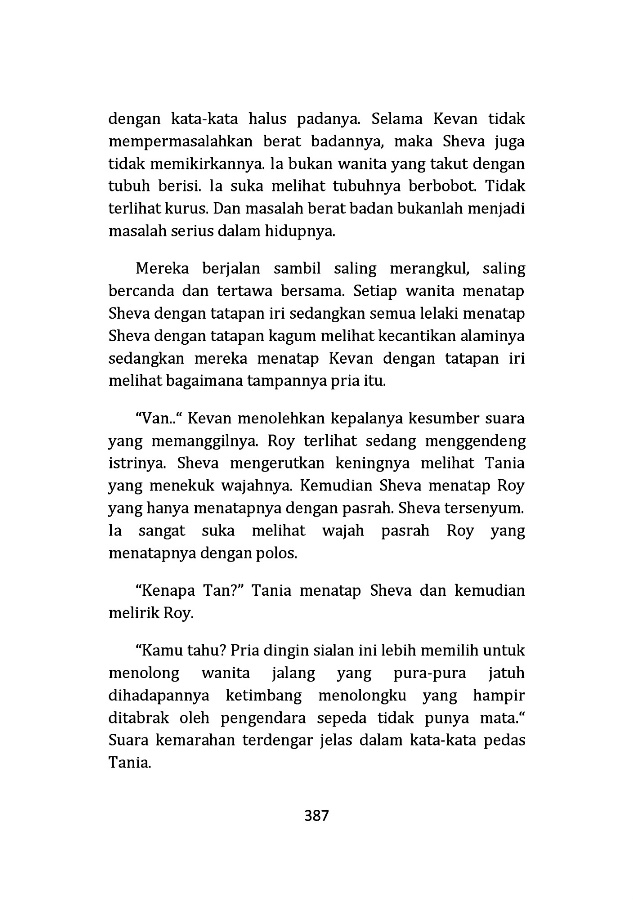 dengan kata-kata halus padanya. Selama Kevan tidak
mempermasalahkan berat badannya, maka Sheva juga
tidak memikirkannya. Ia bukan wanita yang takut dengan
tubuh berisi. Ia suka melihat tubuhnya berbobot. Tidak
terlihat kurus. Dan masalah berat badan bukanlah menjadi
masalah serius dalam hidupnya.
Mereka berjalan sambil saling merangkul, saling
bercanda dan tertawa bersama. Setiap wanita menatap
Sheva dengan tatapan iri sedangkan semua lelaki menatap
Sheva dengan tatapan kagum melihat kecantikan alaminya
sedangkan mereka menatap Kevan dengan tatapan iri
melihat bagaimana tampannya pria itu.
“Van..“ Kevan menolehkan kepalanya kesumber suara
yang memanggilnya. Roy terlihat sedang menggendeng
istrinya. Sheva mengerutkan keningnya melihat Tania
yang menekuk wajahnya. Kemudian Sheva menatap Roy
yang hanya menatapnya dengan pasrah. Sheva tersenyum.
Ia sangat suka melihat wajah pasrah Roy yang
menatapnya dengan polos.
“Kenapa Tan?” Tania menatap Sheva dan kemudian
melirik Roy.
“Kamu tahu? Pria dingin sialan ini lebih memilih untuk
menolong wanita jalang yang pura-pura jatuh
dihadapannya ketimbang menolongku yang hampir
ditabrak oleh pengendara sepeda tidak punya mata.“
Suara kemarahan terdengar jelas dalam kata-kata pedas
Tania.
387